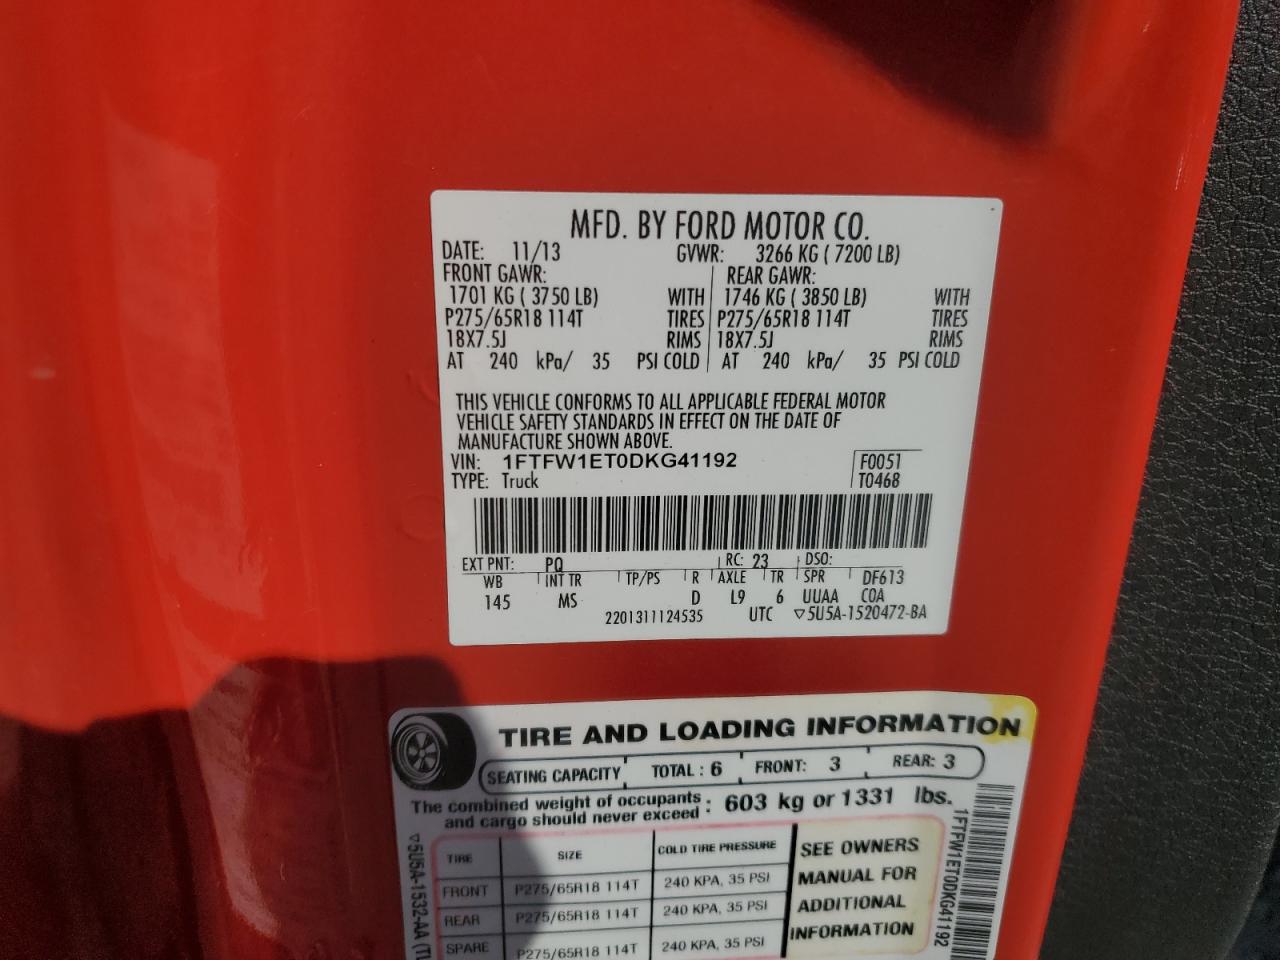 MFD. BY FORD MOTOR CO.
DATE: 11/13 GVWR: 3266 KG ( 7200 LB)
FRONT GAWR: REAR GAWR:
1701 KG ( 3750 LB) WITH 1746 KG ( 3850 LB) WITH
P275/65R18 114T TIRES P275/65R18 114T TIRES
18X7.5J RIMS 18X7.5J RIMS
AT 240 kPa/ 35 PSI COLD AT 240 kPa/ 35 PSI COLD
THIS VEHICLE CONFORMS TO ALL APPLICABLE FEDERAL MOTOR
VEHICLE SAFETY STANDARDS IN EFFECT ON THE DATE OF
MANUFACTURE SHOWN ABOVE.
VIN: 1FTFW1ET0DKG41192 F0051
TYPE: Truck T0468
EXT PNT: PQ RC: 23 DSO:
WB INT TR TP/PS R AXLE TR SPR DF613
145 MS D L9 6 UUAA COA
2201311124535 UTC ▽5U5A-1520472-BA
TIRE AND LOADING INFORMATION
SEATING CAPACITY TOTAL : 6 FRONT: 3 REAR: 3
The combined weight of occupants and cargo should never exceed : 603 kg or 1331 lbs.
TIRE SIZE COLD TIRE PRESSURE
FRONT P275/65R18 114T 240 KPA, 35 PSI
REAR P275/65R18 114T 240 KPA, 35 PSI
SPARE P275/65R18 114T 240 KPA, 35 PSI
SEE OWNERS
MANUAL FOR
ADDITIONAL
INFORMATION
▽5U5A-1532-AA
1FTFW1ET0DKG41192